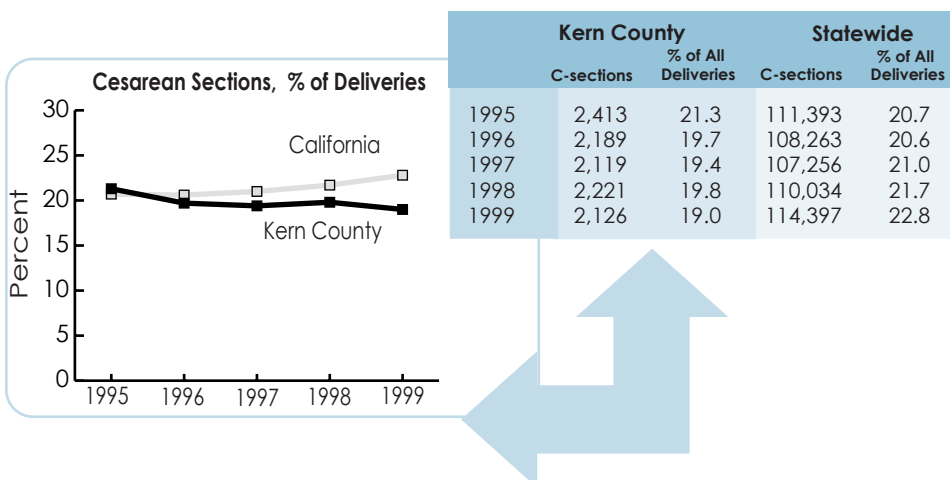 Cesarean Sections, % of Deliveries
30
25
20
15
10
5
0
Percent
California
Kern County
1995 1996 1997 1998 1999
Kern County Statewide
C-sections % of All Deliveries C-sections % of All Deliveries
1995 2,413 21.3 111,393 20.7
1996 2,189 19.7 108,263 20.6
1997 2,119 19.4 107,256 21.0
1998 2,221 19.8 110,034 21.7
1999 2,126 19.0 114,397 22.8